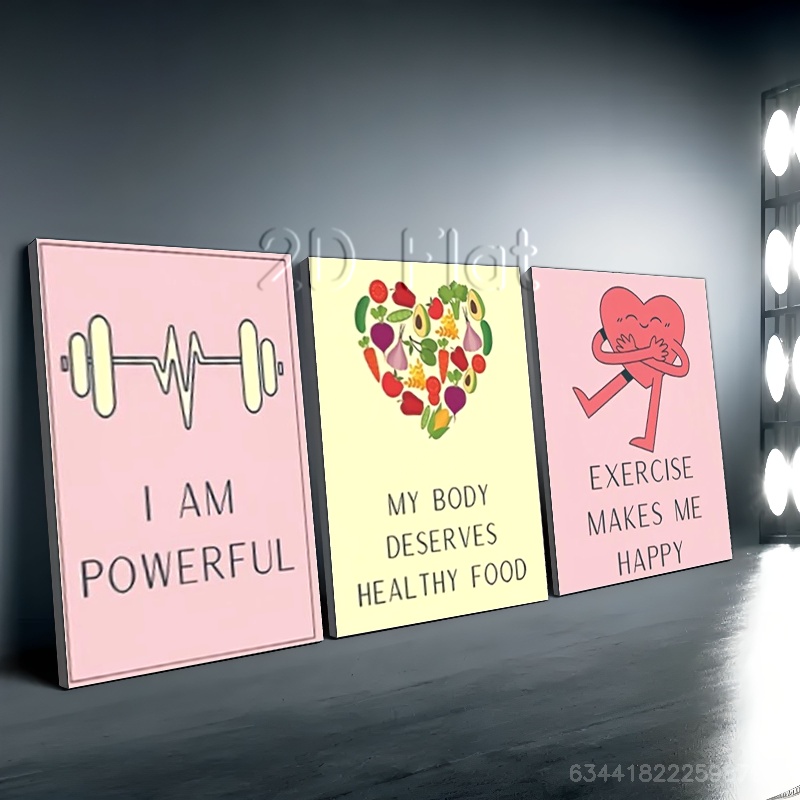 2D Flat
I AM
POWERFUL
MY BODY
DESERVES
HEALTHY FOOD
EXERCISE
MAKES ME
HAPPY